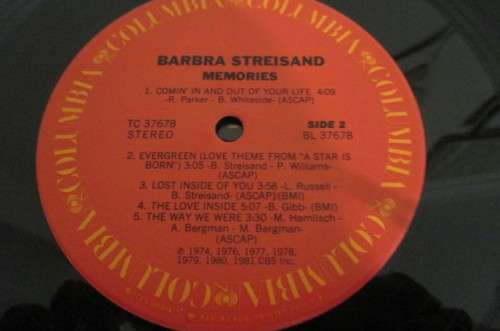 COLUMBIA COLUMBIA COLUMBIA COLUMBIA COLUMBIA COLUMBIA
BARBRA STREISAND
MEMORIES
1. COMIN' IN AND OUT OF YOUR LIFE 4:09
-R. Parker - B. Whiteside- (ASCAP)
TC 37678 SIDE 2
STEREO BL 37678
2. EVERGREEN (LOVE THEME FROM "A STAR IS
BORN") 3:05 -B. Streisand - P. Williams-
(ASCAP)
3. LOST INSIDE OF YOU 3:58 -L. Russell -
B. Streisand- (ASCAP)(BMI)
4. THE LOVE INSIDE 5:07 -B. Gibb- (BMI)
5. THE WAY WE WERE 3:30 -M. Hamlisch -
A. Bergman - M. Bergman-
(ASCAP)
℗ 1974, 1976, 1977, 1978,
1979, 1980, 1981 CBS Inc.